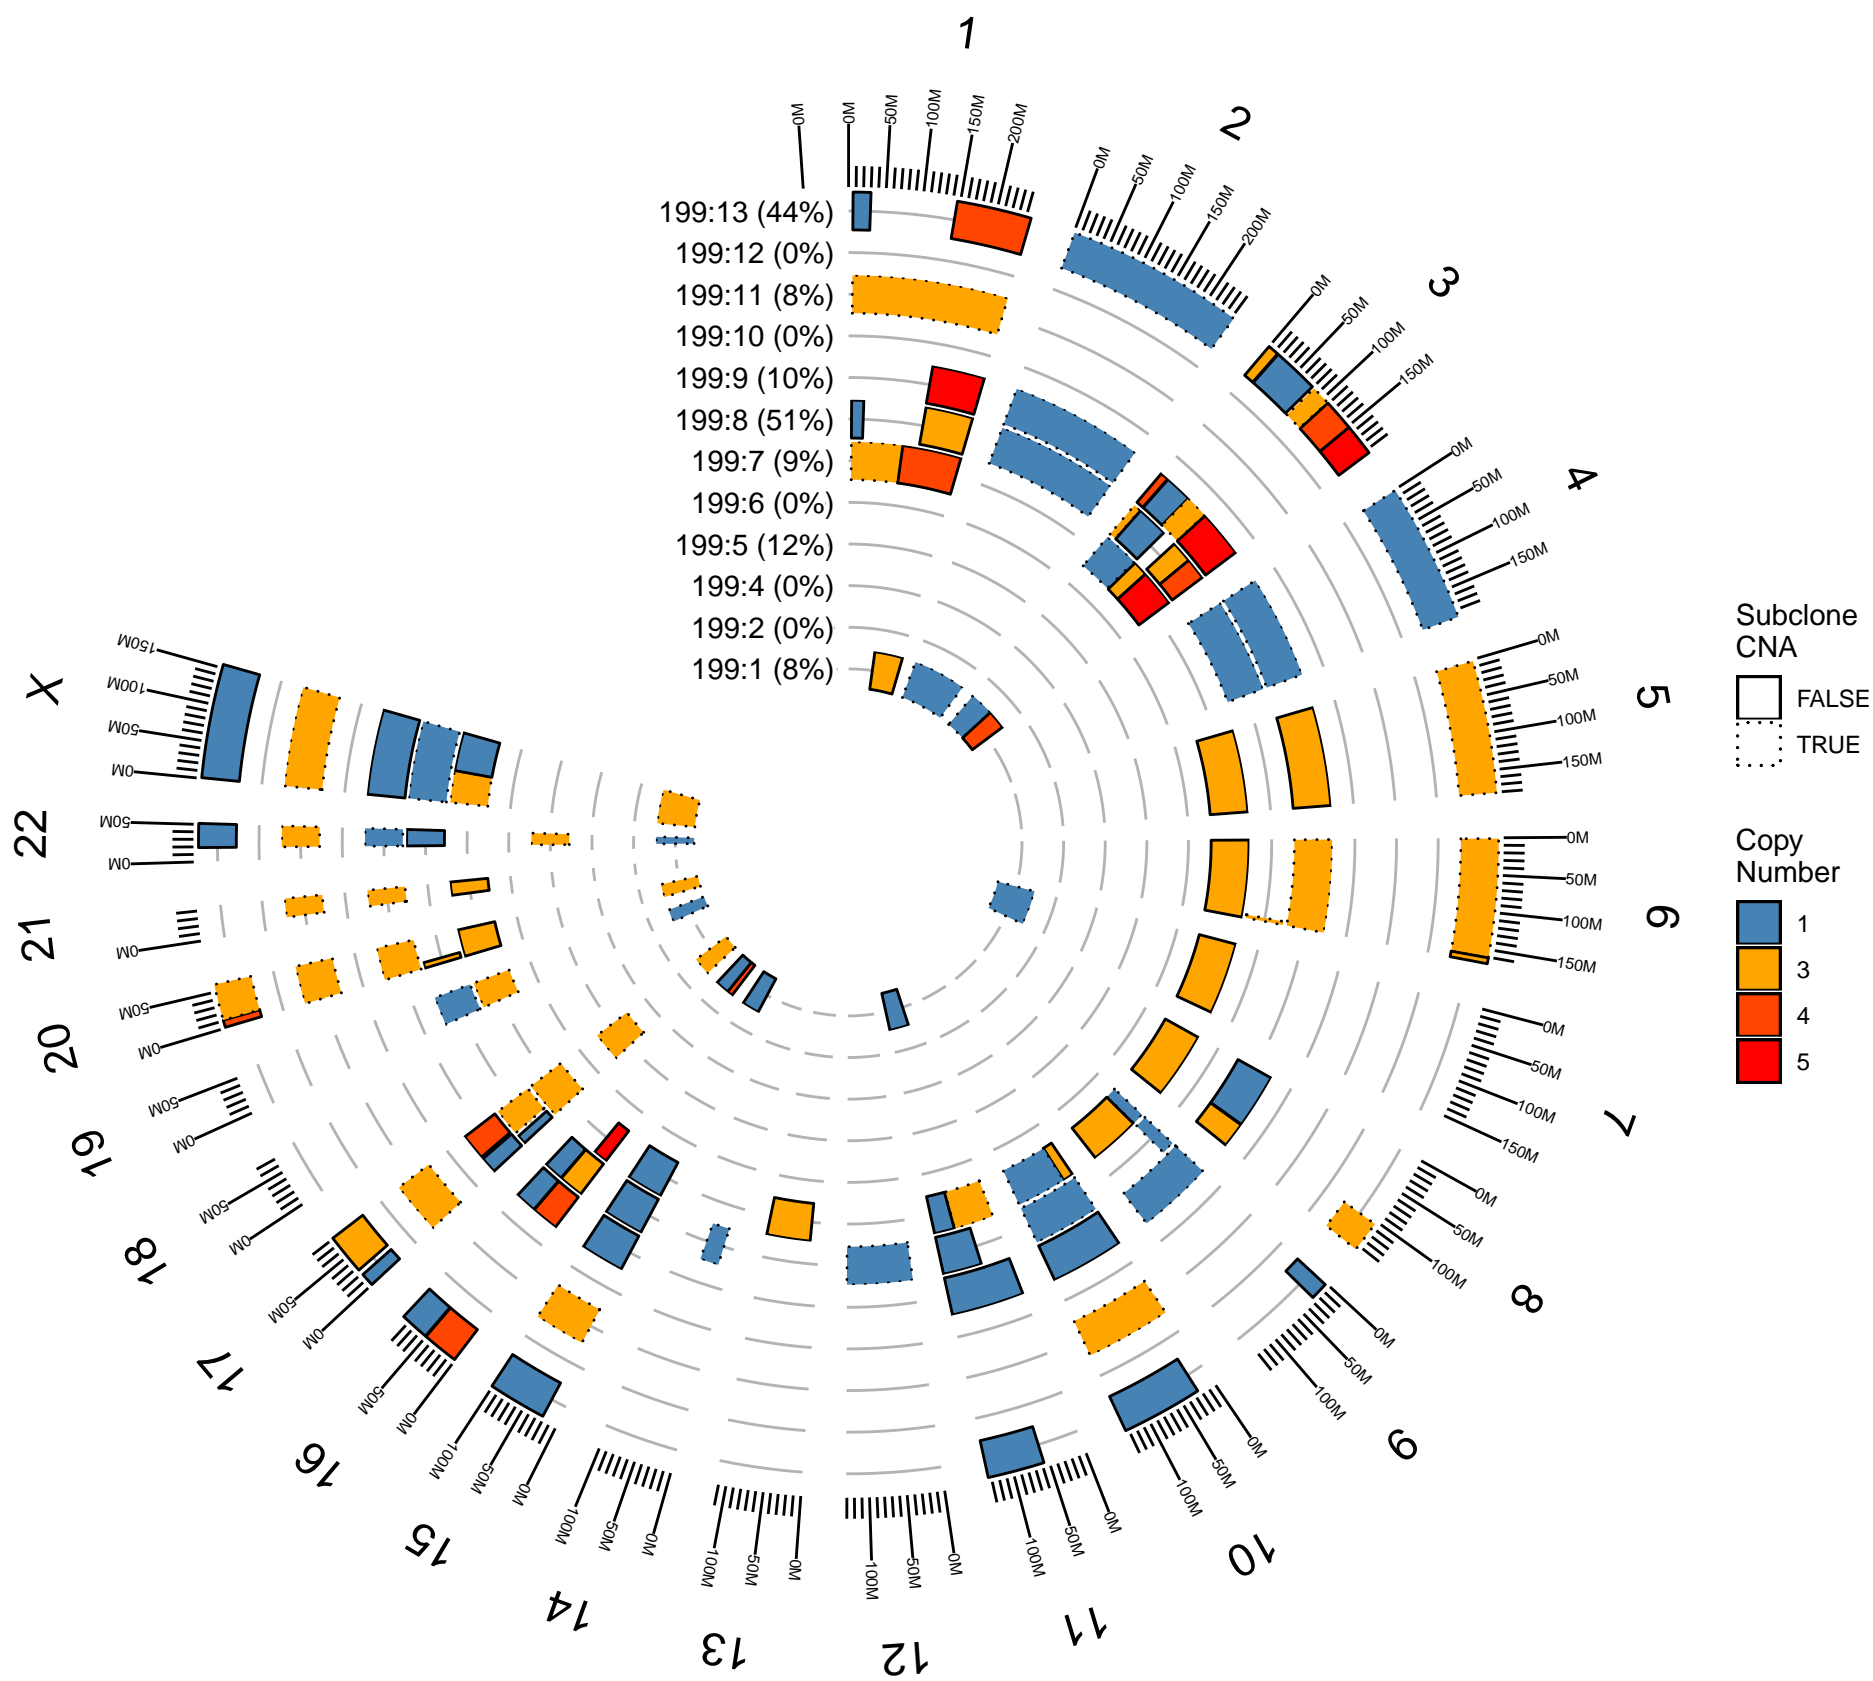 1
2
3
4
5
6
7
8
9
10
11
12
13
14
15
16
17
18
19
20
21
22
X
0M
0M
50M
100M
150M
200M
0M
50M
100M
150M
200M
0M
50M
100M
150M
0M
50M
100M
150M
0M
50M
100M
150M
0M
50M
100M
150M
0M
50M
100M
150M
0M
50M
100M
0M
50M
100M
0M
50M
100M
0M
50M
100M
0M
50M
100M
0M
50M
100M
0M
50M
100M
0M
50M
100M
0M
50M
0M
50M
0M
50M
0M
50M
0M
50M
0M
0M
50M
0M
50M
100M
150M
199:13 (44%)
199:12 (0%)
199:11 (8%)
199:10 (0%)
199:9 (10%)
199:8 (51%)
199:7 (9%)
199:6 (0%)
199:5 (12%)
199:4 (0%)
199:2 (0%)
199:1 (8%)
Subclone
CNA
FALSE
TRUE
Copy
Number
1
3
4
5